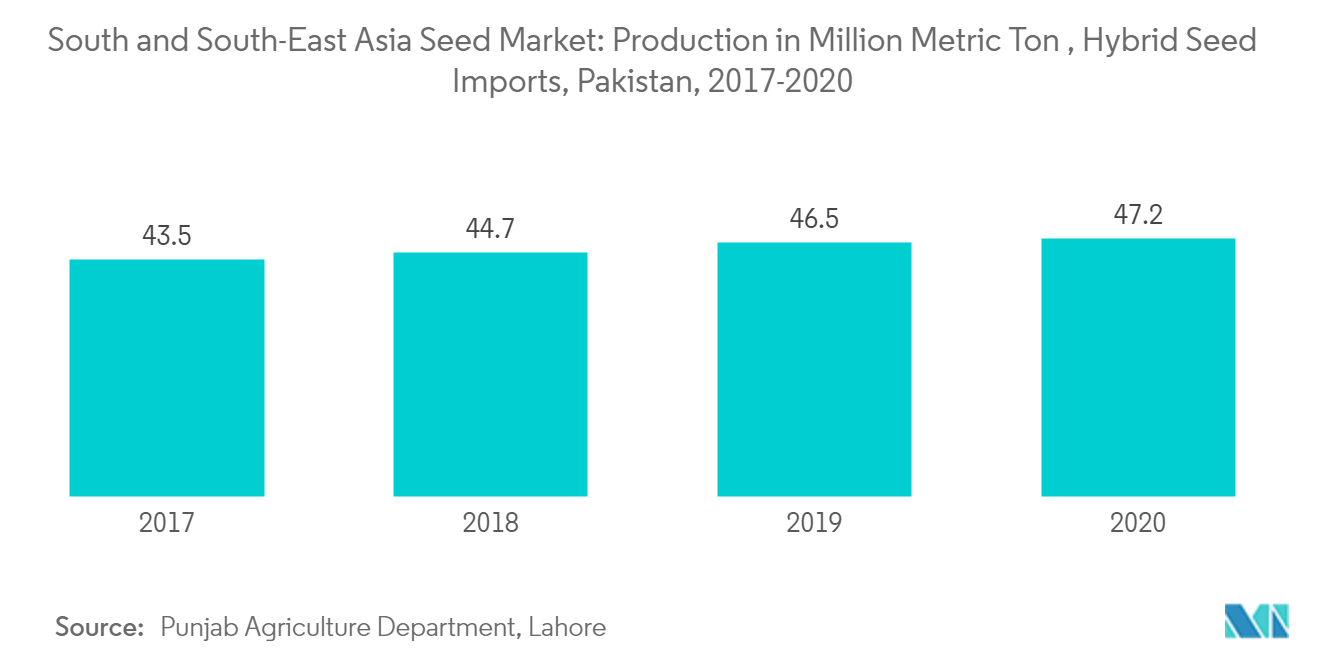 South and South-East Asia Seed Market: Production in Million Metric Ton , Hybrid Seed
Imports, Pakistan, 2017-2020
43.5
44.7
46.5
47.2
2017
2018
2019
2020
Source: Punjab Agriculture Department, Lahore